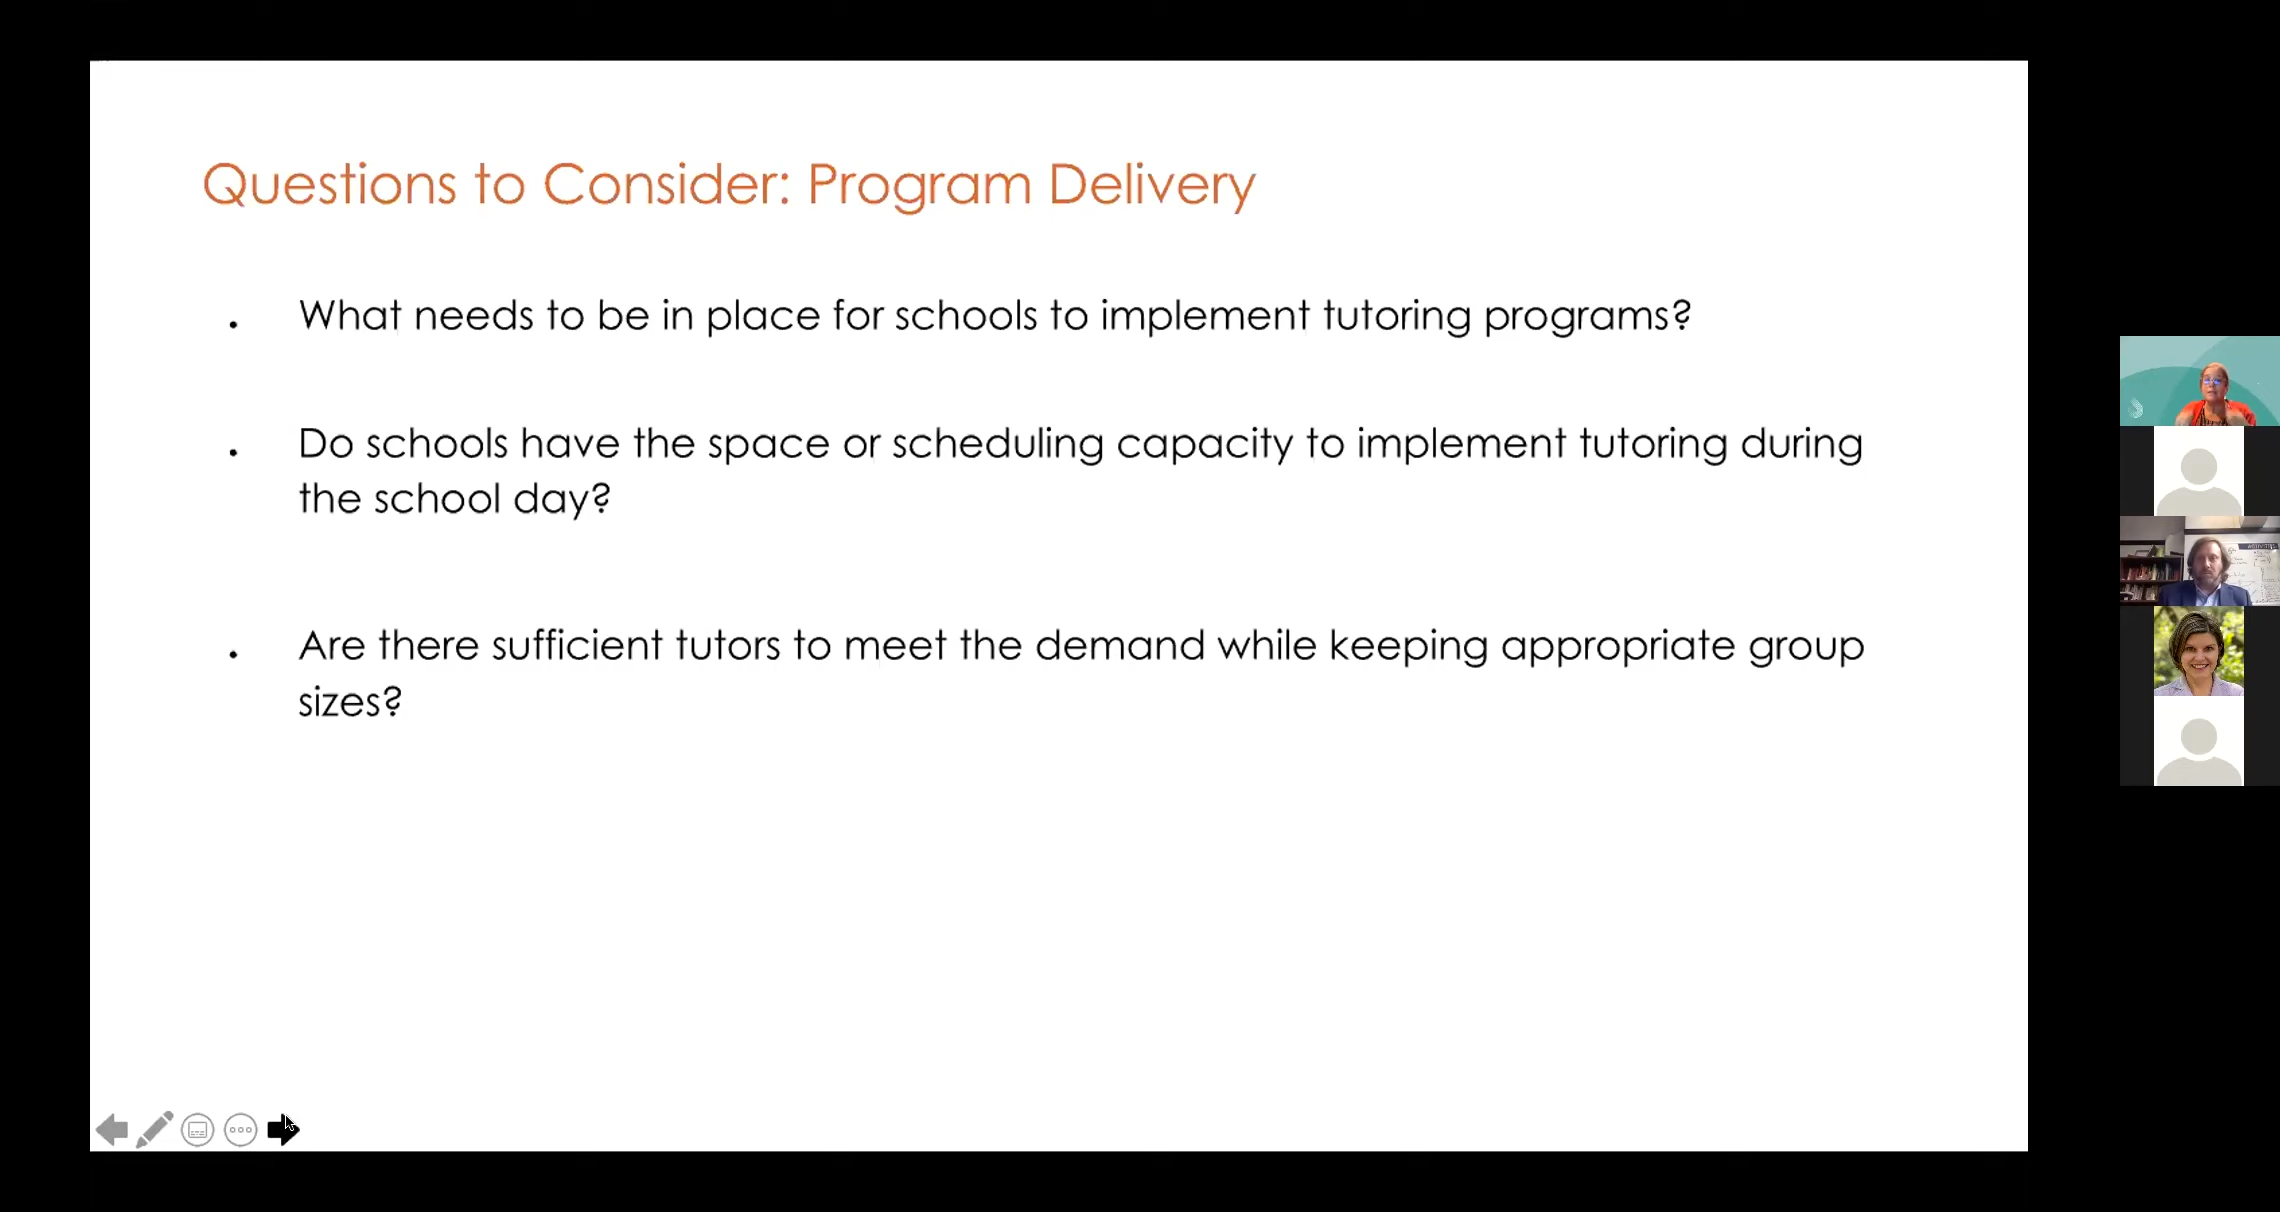 Questions to Consider: Program Delivery
. What needs to be in place for schools to implement tutoring programs?
. Do schools have the space or scheduling capacity to implement tutoring during
the school day?
. Are there sufficient tutors to meet the demand while keeping appropriate group
sizes?